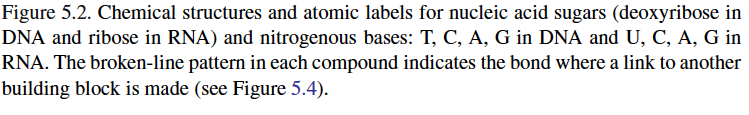 Figure 5.2. Chemical structures and atomic labels for nucleic acid sugars (deoxyribose in
DNA and ribose in RNA) and nitrogenous bases: T, C, A, G in DNA and U, C, A, G in
RNA. The broken-line pattern in each compound indicates the bond where a link to another
building block is made (see Figure 5.4).